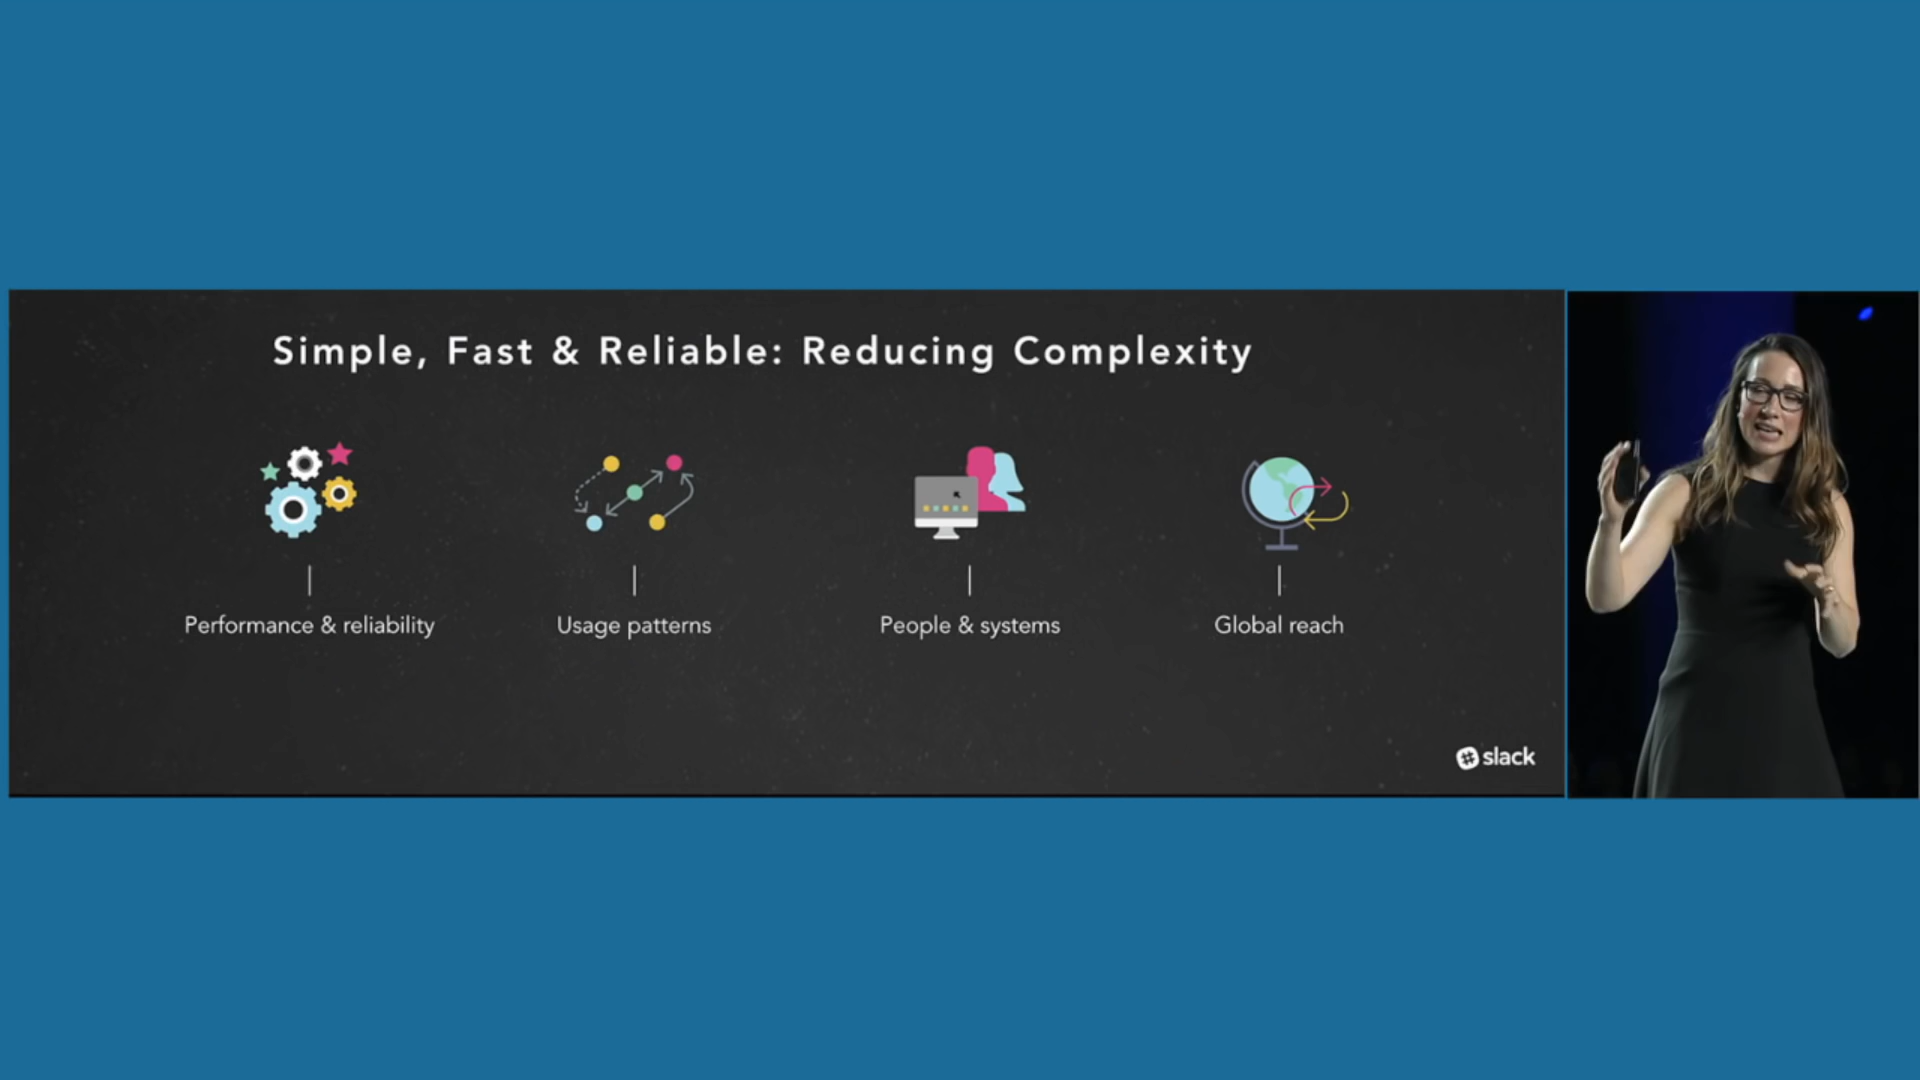 Simple, Fast & Reliable: Reducing Complexity
Performance & reliability
Usage patterns
People & systems
Global reach
slack